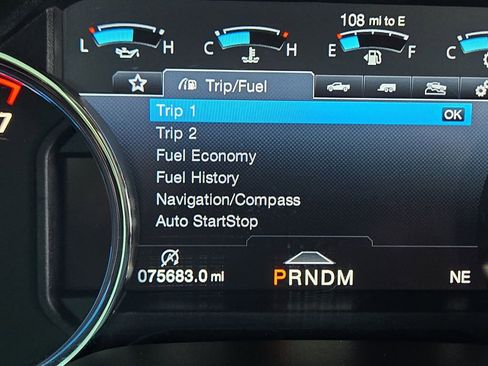 108 mi to E
L H C H E F C
Trip/Fuel
Trip 1 OK
Trip 2
Fuel Economy
Fuel History
Navigation/Compass
Auto StartStop
7
075683.0 mi PRNDM NE